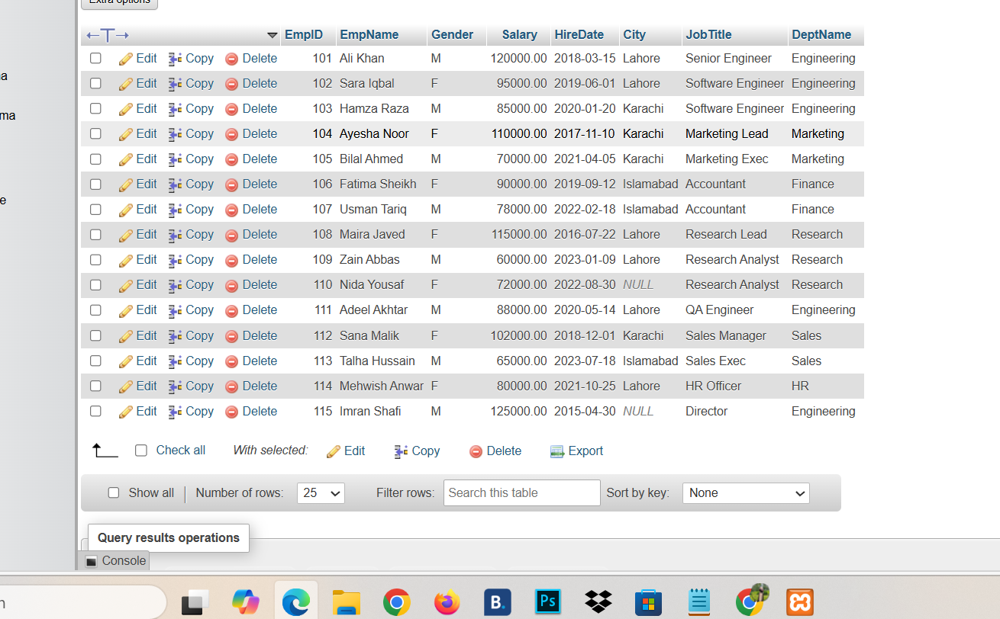 Extra options
EmpID EmpName Gender Salary HireDate City JobTitle DeptName
Edit Copy Delete 101 Ali Khan M 120000.00 2018-03-15 Lahore Senior Engineer Engineering
Edit Copy Delete 102 Sara Iqbal F 95000.00 2019-06-01 Lahore Software Engineer Engineering
Edit Copy Delete 103 Hamza Raza M 85000.00 2020-01-20 Karachi Software Engineer Engineering
Edit Copy Delete 104 Ayesha Noor F 110000.00 2017-11-10 Karachi Marketing Lead Marketing
Edit Copy Delete 105 Bilal Ahmed M 70000.00 2021-04-05 Karachi Marketing Exec Marketing
Edit Copy Delete 106 Fatima Sheikh F 90000.00 2019-09-12 Islamabad Accountant Finance
Edit Copy Delete 107 Usman Tariq M 78000.00 2022-02-18 Islamabad Accountant Finance
Edit Copy Delete 108 Maira Javed F 115000.00 2016-07-22 Lahore Research Lead Research
Edit Copy Delete 109 Zain Abbas M 60000.00 2023-01-09 Lahore Research Analyst Research
Edit Copy Delete 110 Nida Yousaf F 72000.00 2022-08-30 NULL Research Analyst Research
Edit Copy Delete 111 Adeel Akhtar M 88000.00 2020-05-14 Lahore QA Engineer Engineering
Edit Copy Delete 112 Sana Malik F 102000.00 2018-12-01 Karachi Sales Manager Sales
Edit Copy Delete 113 Talha Hussain M 65000.00 2023-07-18 Islamabad Sales Exec Sales
Edit Copy Delete 114 Mehwish Anwar F 80000.00 2021-10-25 Lahore HR Officer HR
Edit Copy Delete 115 Imran Shafi M 125000.00 2015-04-30 NULL Director Engineering
Check all With selected: Edit Copy Delete Export
Show all Number of rows: 25 Filter rows: Search this table Sort by key: None
Query results operations
Console
B. Ps